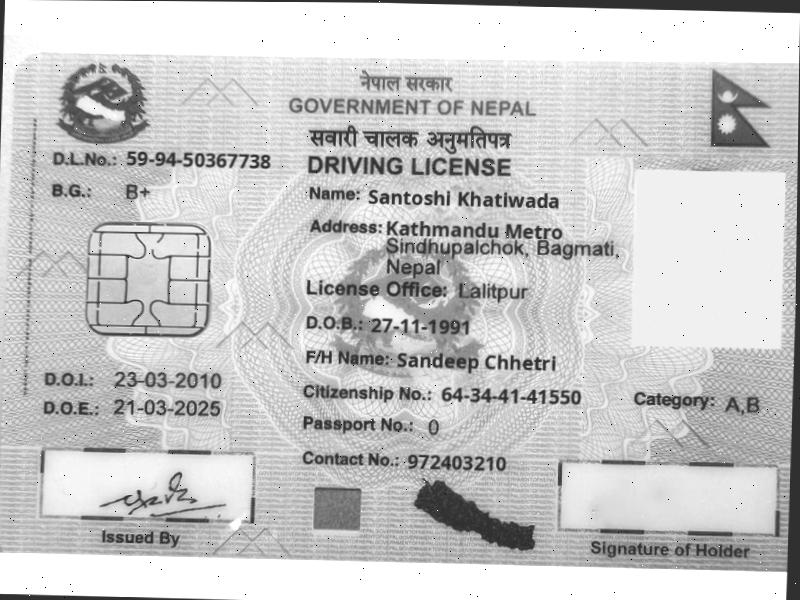 नेपाल सरकार
GOVERNMENT OF NEPAL
सवारी चालक अनुमतिपत्र
DRIVING LICENSE
D.L.No.: 59-94-50367738
B.G.: B+
Name: Santoshi Khatiwada
Address: Kathmandu Metro
Sindhupalchok, Bagmati,
Nepal
License Office: Lalitpur
D.O.B.: 27-11-1991
F/H Name: Sandeep Chhetri
D.O.I.: 23-03-2010
D.O.E.: 21-03-2025
Citizenship No.: 64-34-41-41550
Category: A,B
Passport No.: 0
Contact No.: 972403210
Issued By
Signature of Holder